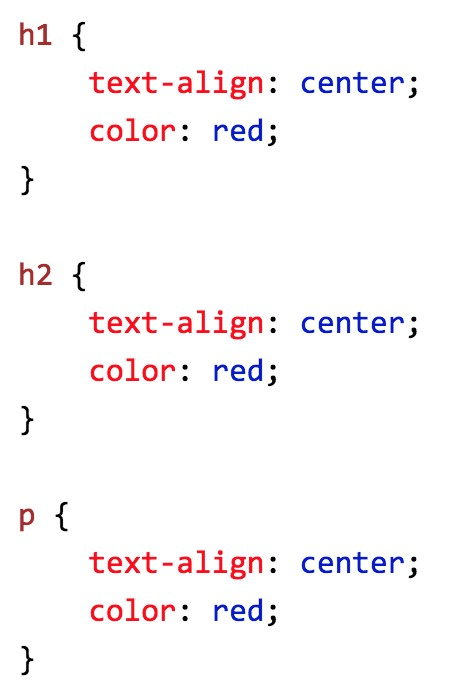 h1 {
    text-align: center;
    color: red;
}

h2 {
    text-align: center;
    color: red;
}

p {
    text-align: center;
    color: red;
}